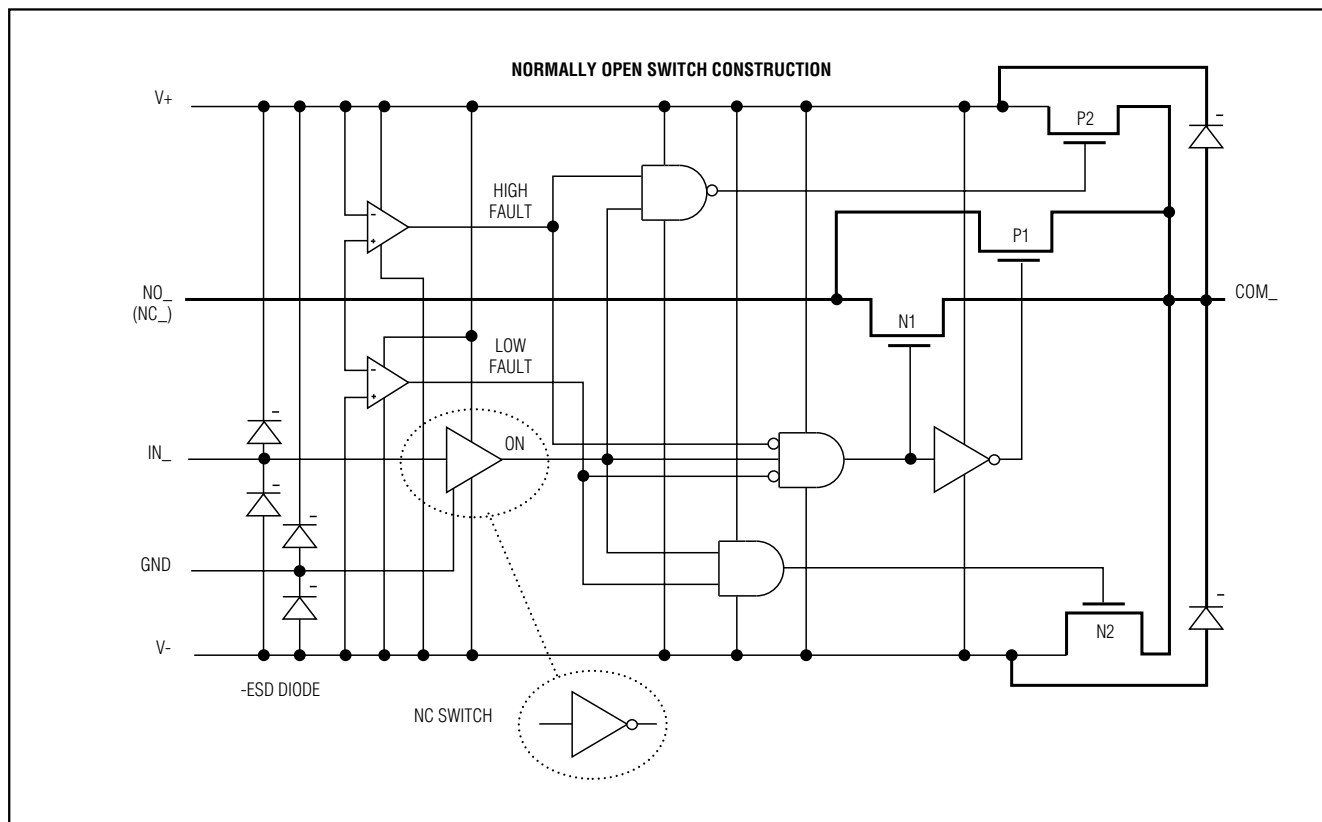 NORMALLY OPEN SWITCH CONSTRUCTION
V+
P2
HIGH
FAULT
-
+
P1
NO_
(NC_)
COM_
N1
LOW
FAULT
-
+
ON
IN_
GND
N2
V-
-ESD DIODE
NC SWITCH